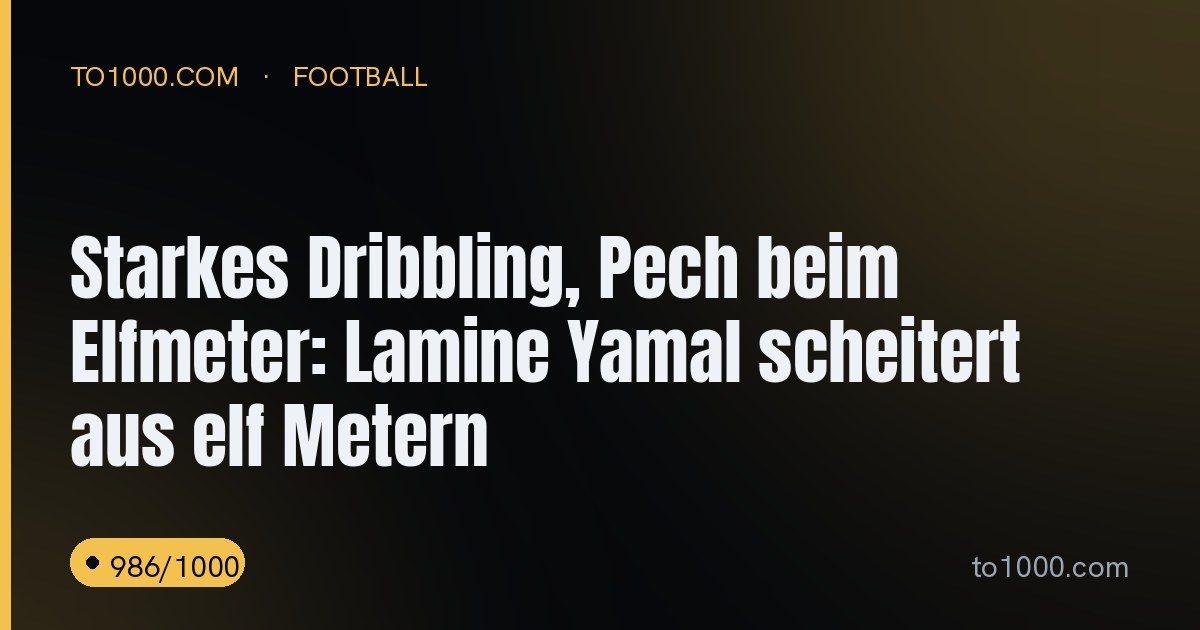 TO1000.COM · FOOTBALL
Starkes Dribbling, Pech beim
Elfmeter: Lamine Yamal scheitert
aus elf Metern
986/1000
to1000.com